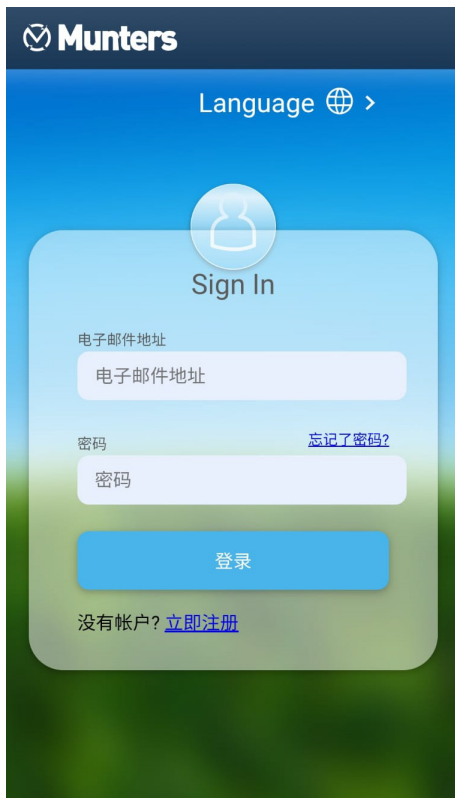 Munters
Language
Sign In
电子邮件地址
电子邮件地址
密码 忘记了密码?
密码
登录
没有帐户? 立即注册